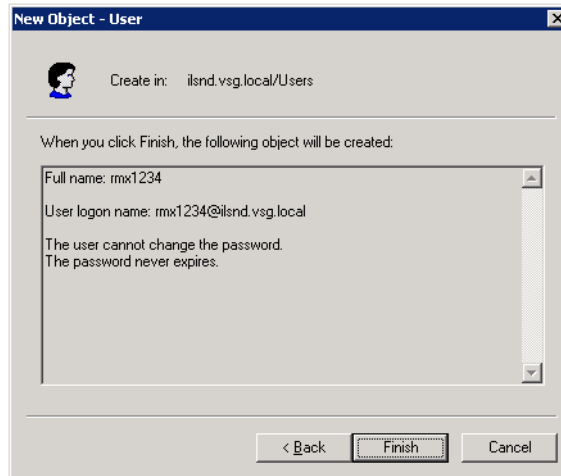 New Object - User
Create in: ilsnd.vsg.local/Users
When you click Finish, the following object will be created:
Full name: rmx1234
User logon name: rmx1234@ilsnd.vsg.local
The user cannot change the password.
The password never expires.
< Back
Finish
Cancel